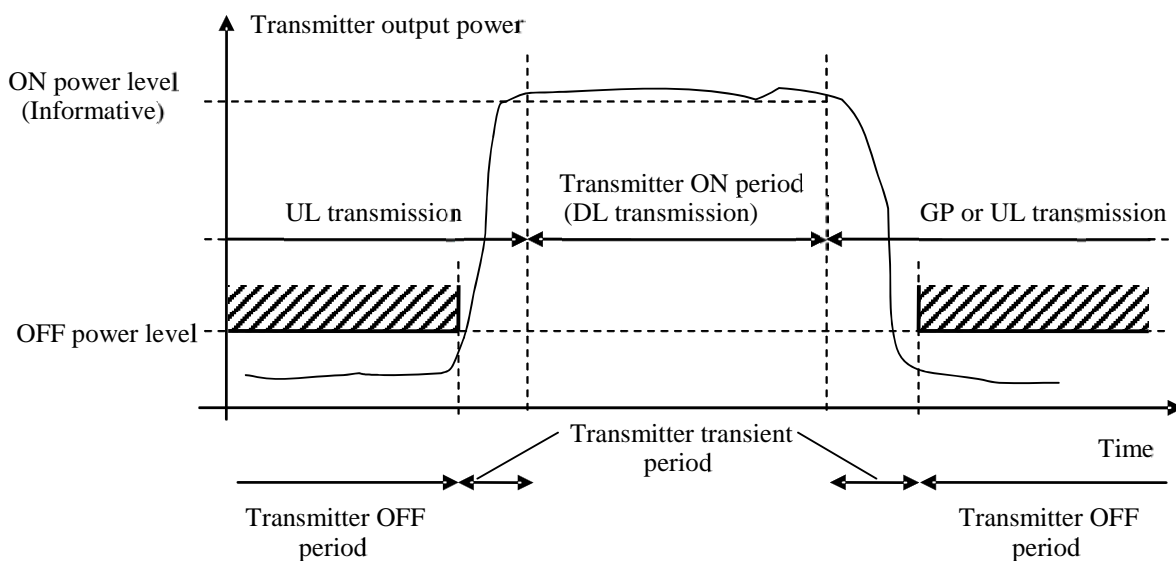 Transmitter output power
ON power level
(Informative)
Transmitter ON period
(DL transmission)
UL transmission
GP or UL transmission
OFF power level
Transmitter transient
period
Time
Transmitter OFF
period
Transmitter OFF
period